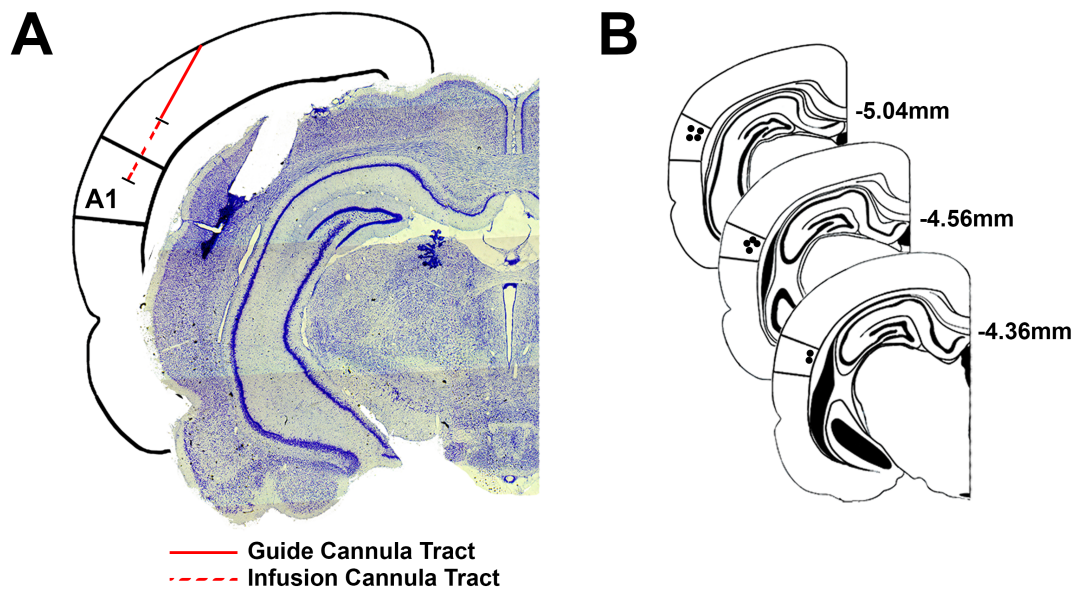 A
B
A1
-5.04mm
-4.56mm
-4.36mm
Guide Cannula Tract
Infusion Cannula Tract